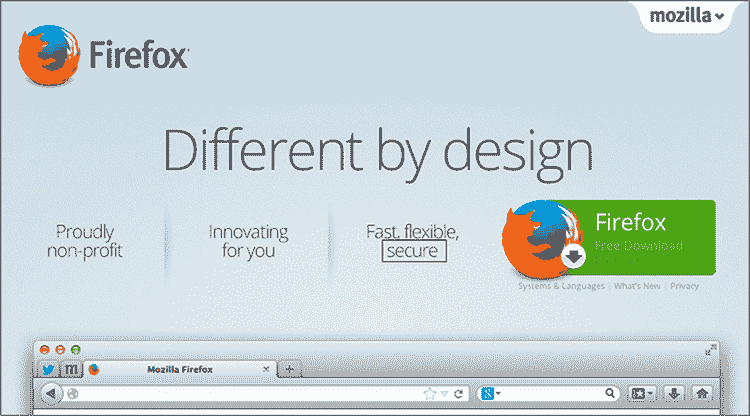 mozilla
Firefox
Different by design
Proudly
non-profit
Innovating
for you
Fast, flexible,
secure
Firefox
Free Download
Systems & Languages | What's New | Privacy
Mozilla Firefox